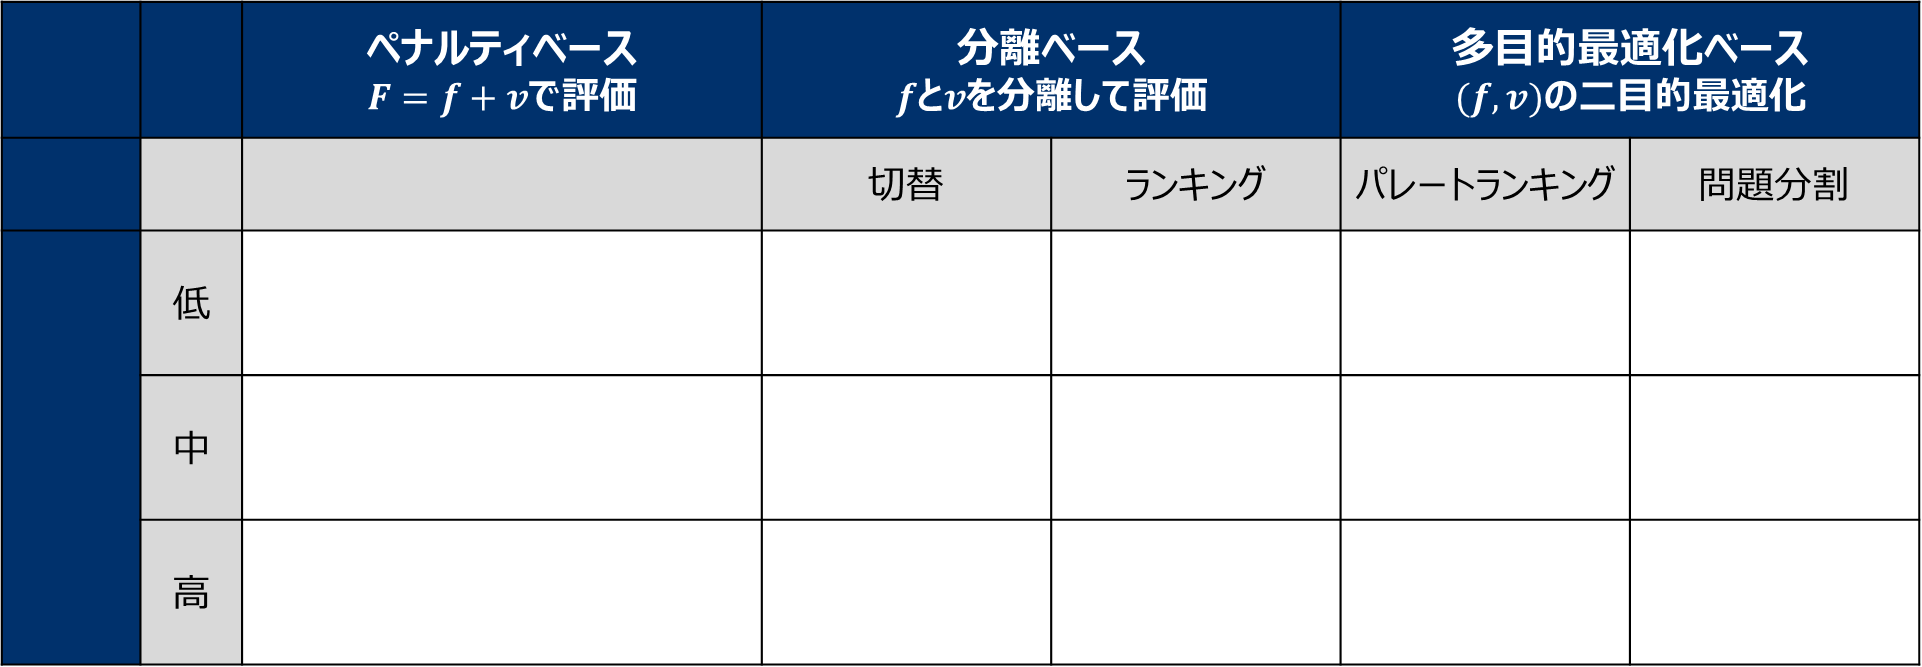 ペナルティベース
F = f + vで評価
分離ベース
fとvを分離して評価
多目的最適化ベース
(f, v)の二目的最適化
切替
ランキング
パレートランキング
問題分割
低
中
高